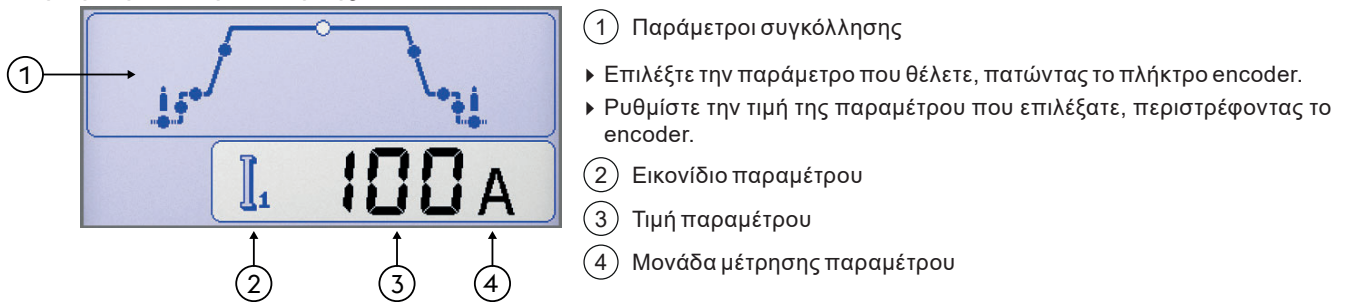 1 Παράμετροι συγκόλλησης
▸ Επιλέξτε την παράμετρο που θέλετε, πατώντας το πλήκτρο encoder.
▸ Ρυθμίστε την τιμή της παραμέτρου που επιλέξατε, περιστρέφοντας το
encoder.
2 Εικονίδιο παραμέτρου
3 Τιμή παραμέτρου
4 Μονάδα μέτρησης παραμέτρου
1
I1 100 A
2 3 4